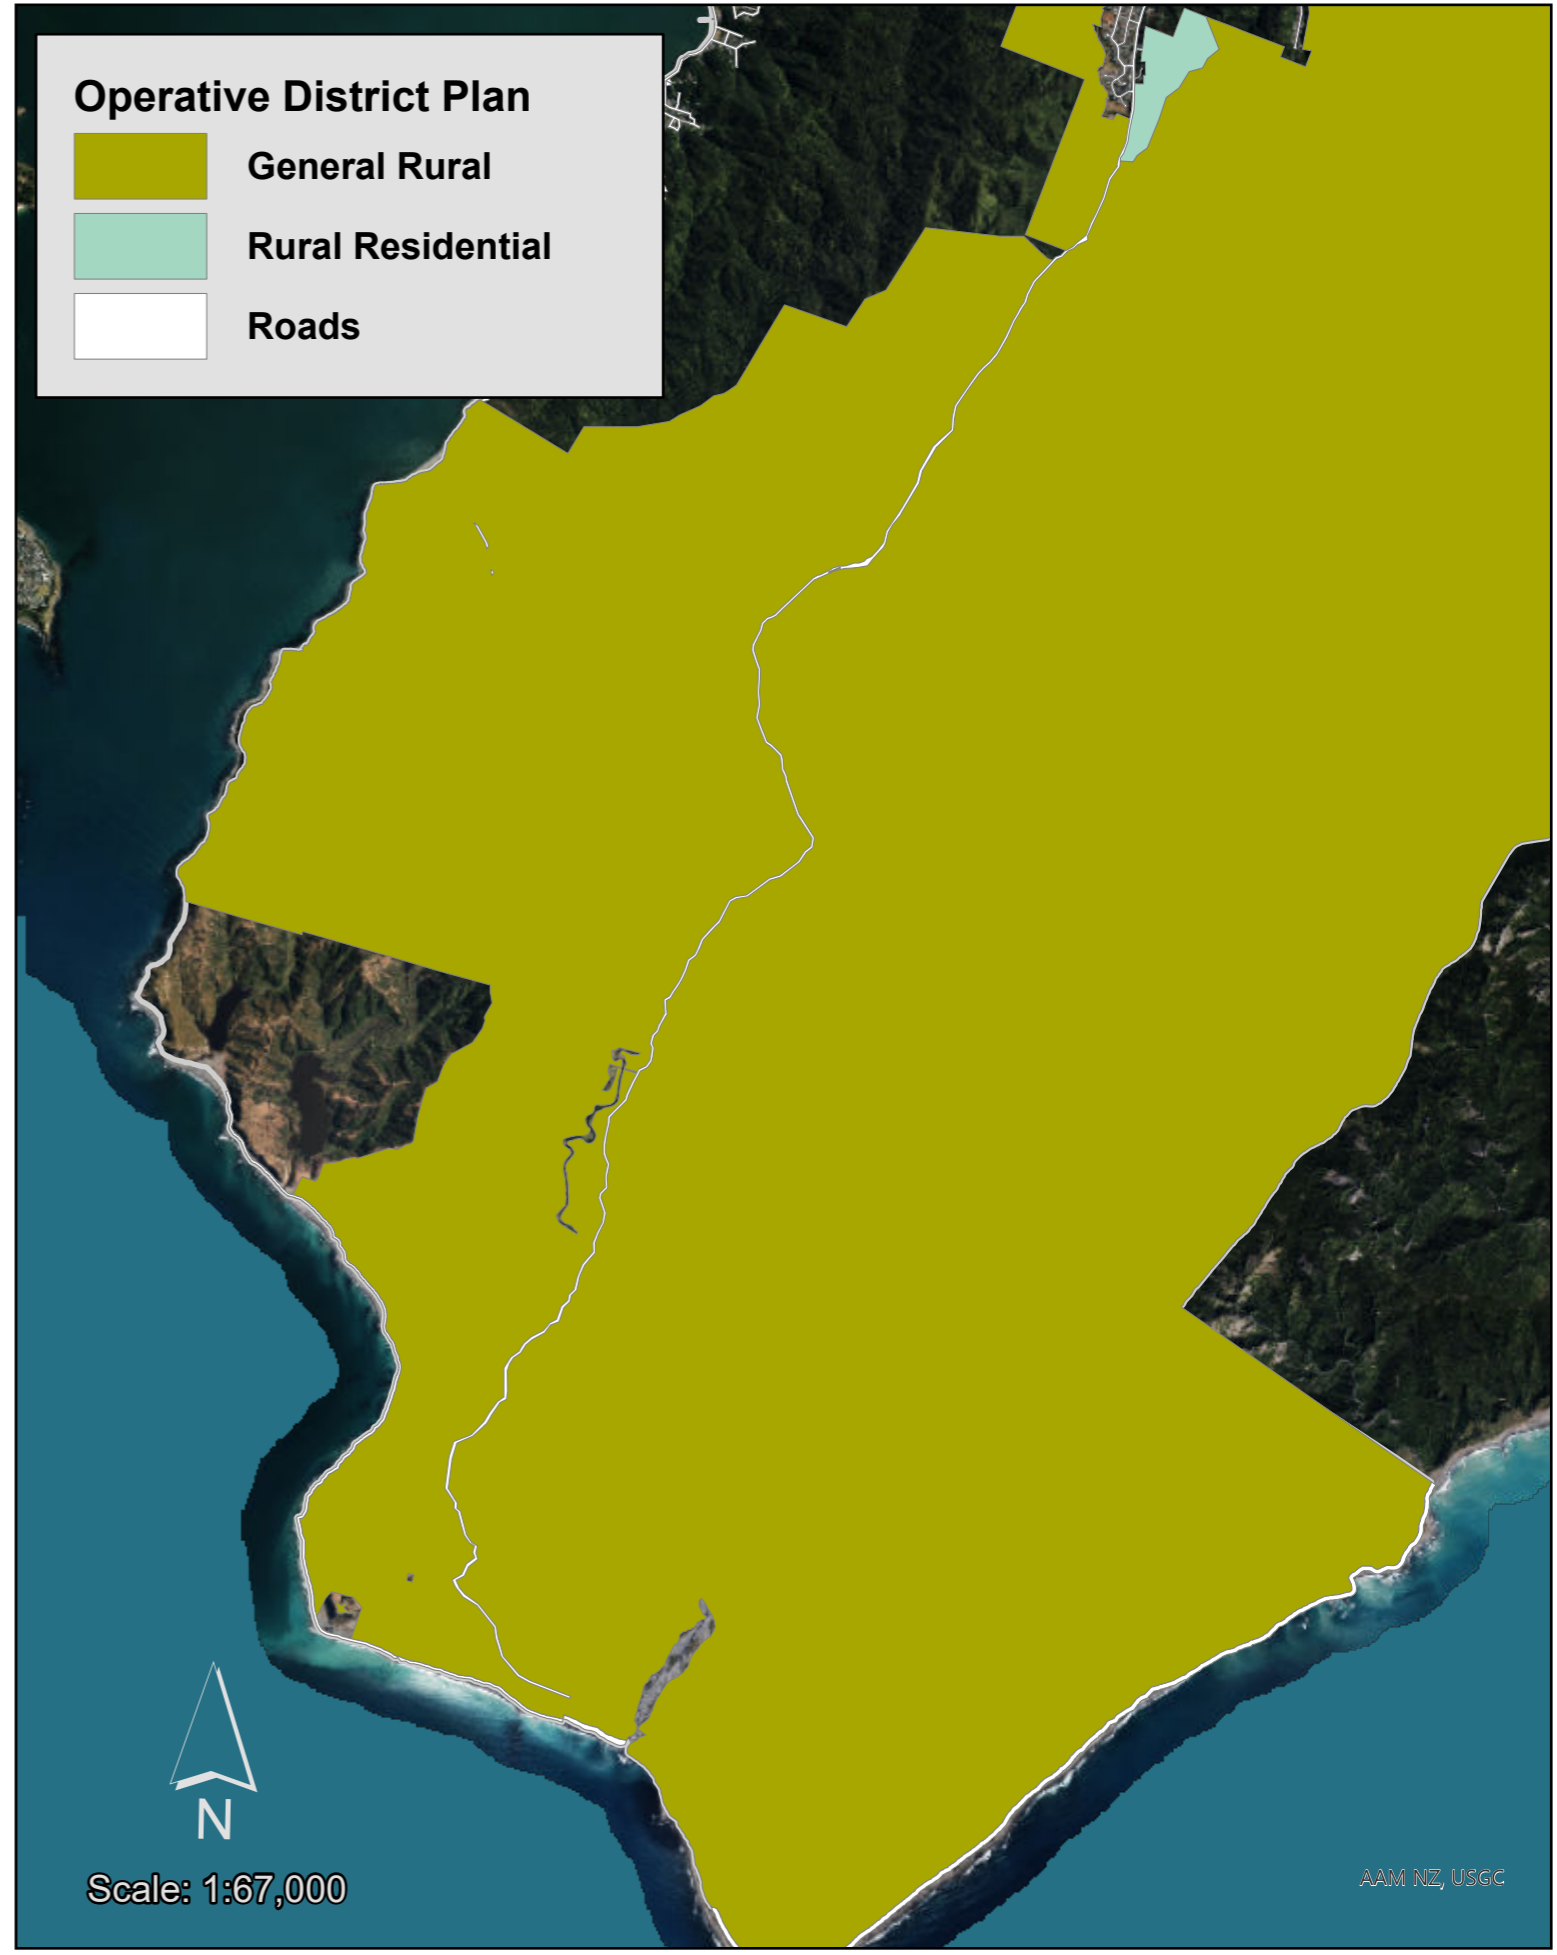 Operative District Plan
General Rural
Rural Residential
Roads
N
Scale: 1:67,000
AAM NZ, USGC